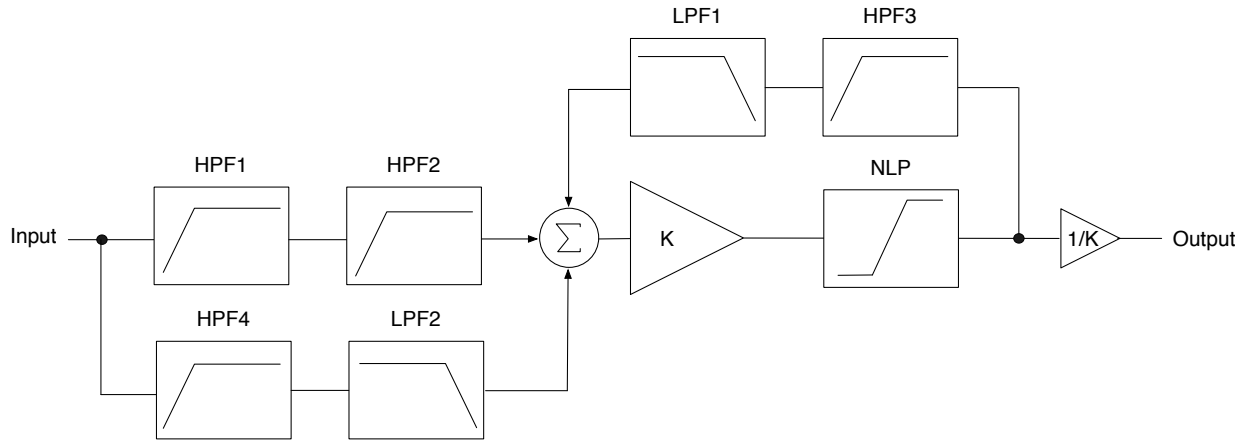 LPF1 HPF3
HPF1 HPF2 NLP
Input Σ K 1/K Output
HPF4 LPF2